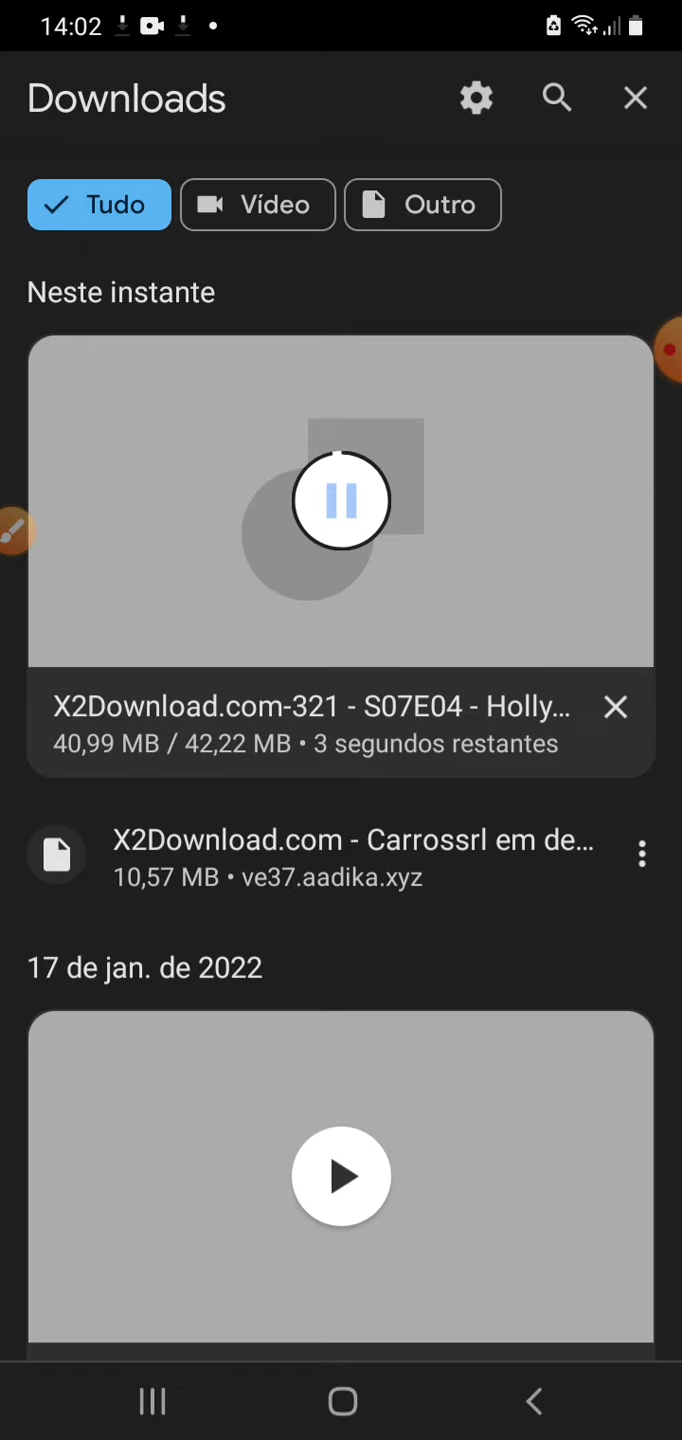 14:02
Downloads
Tudo
Vídeo
Outro
Neste instante
X2Download.com-321 - S07E04 - Holly...
40,99 MB / 42,22 MB • 3 segundos restantes
X2Download.com - Carrossrl em de...
10,57 MB • ve37.aadika.xyz
17 de jan. de 2022